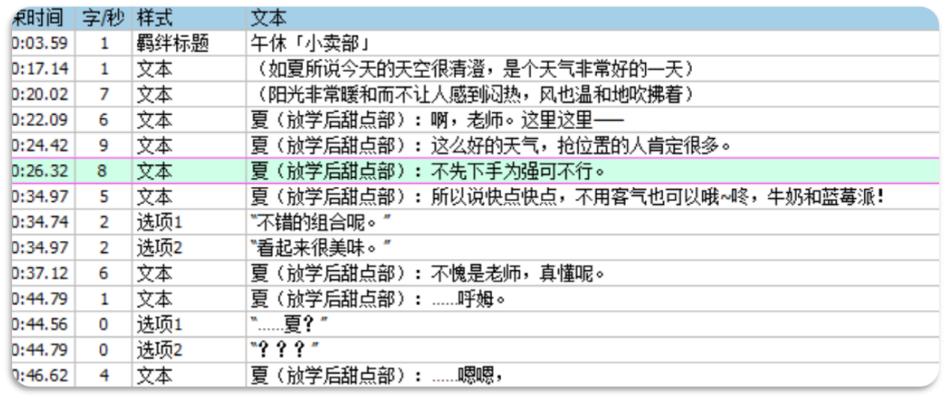 束时间 字/秒 样式 文本
0:03.59 1 羁绊标题 午休「小卖部」
0:17.14 1 文本 （如夏所说今天的天空很清澄，是个天气非常好的一天）
0:20.02 7 文本 （阳光非常暖和而不让人感到闷热，风也温和地吹拂着）
0:22.09 6 文本 夏（放学后甜点部）：啊，老师。这里这里——
0:24.42 9 文本 夏（放学后甜点部）：这么好的天气，抢位置的人肯定很多。
0:26.32 8 文本 夏（放学后甜点部）：不先下手为强可不行。
0:34.97 5 文本 夏（放学后甜点部）：所以说快点快点，不用客气也可以哦~咚，牛奶和蓝莓派！
0:34.74 2 选项1 “不错的组合呢。”
0:34.97 2 选项2 “看起来很美味。”
0:37.12 6 文本 夏（放学后甜点部）：不愧是老师，真懂呢。
0:44.79 1 文本 夏（放学后甜点部）：……呼姆。
0:44.56 0 选项1 “……夏？”
0:44.79 0 选项2 “？？？”
0:46.62 4 文本 夏（放学后甜点部）：……嗯嗯，